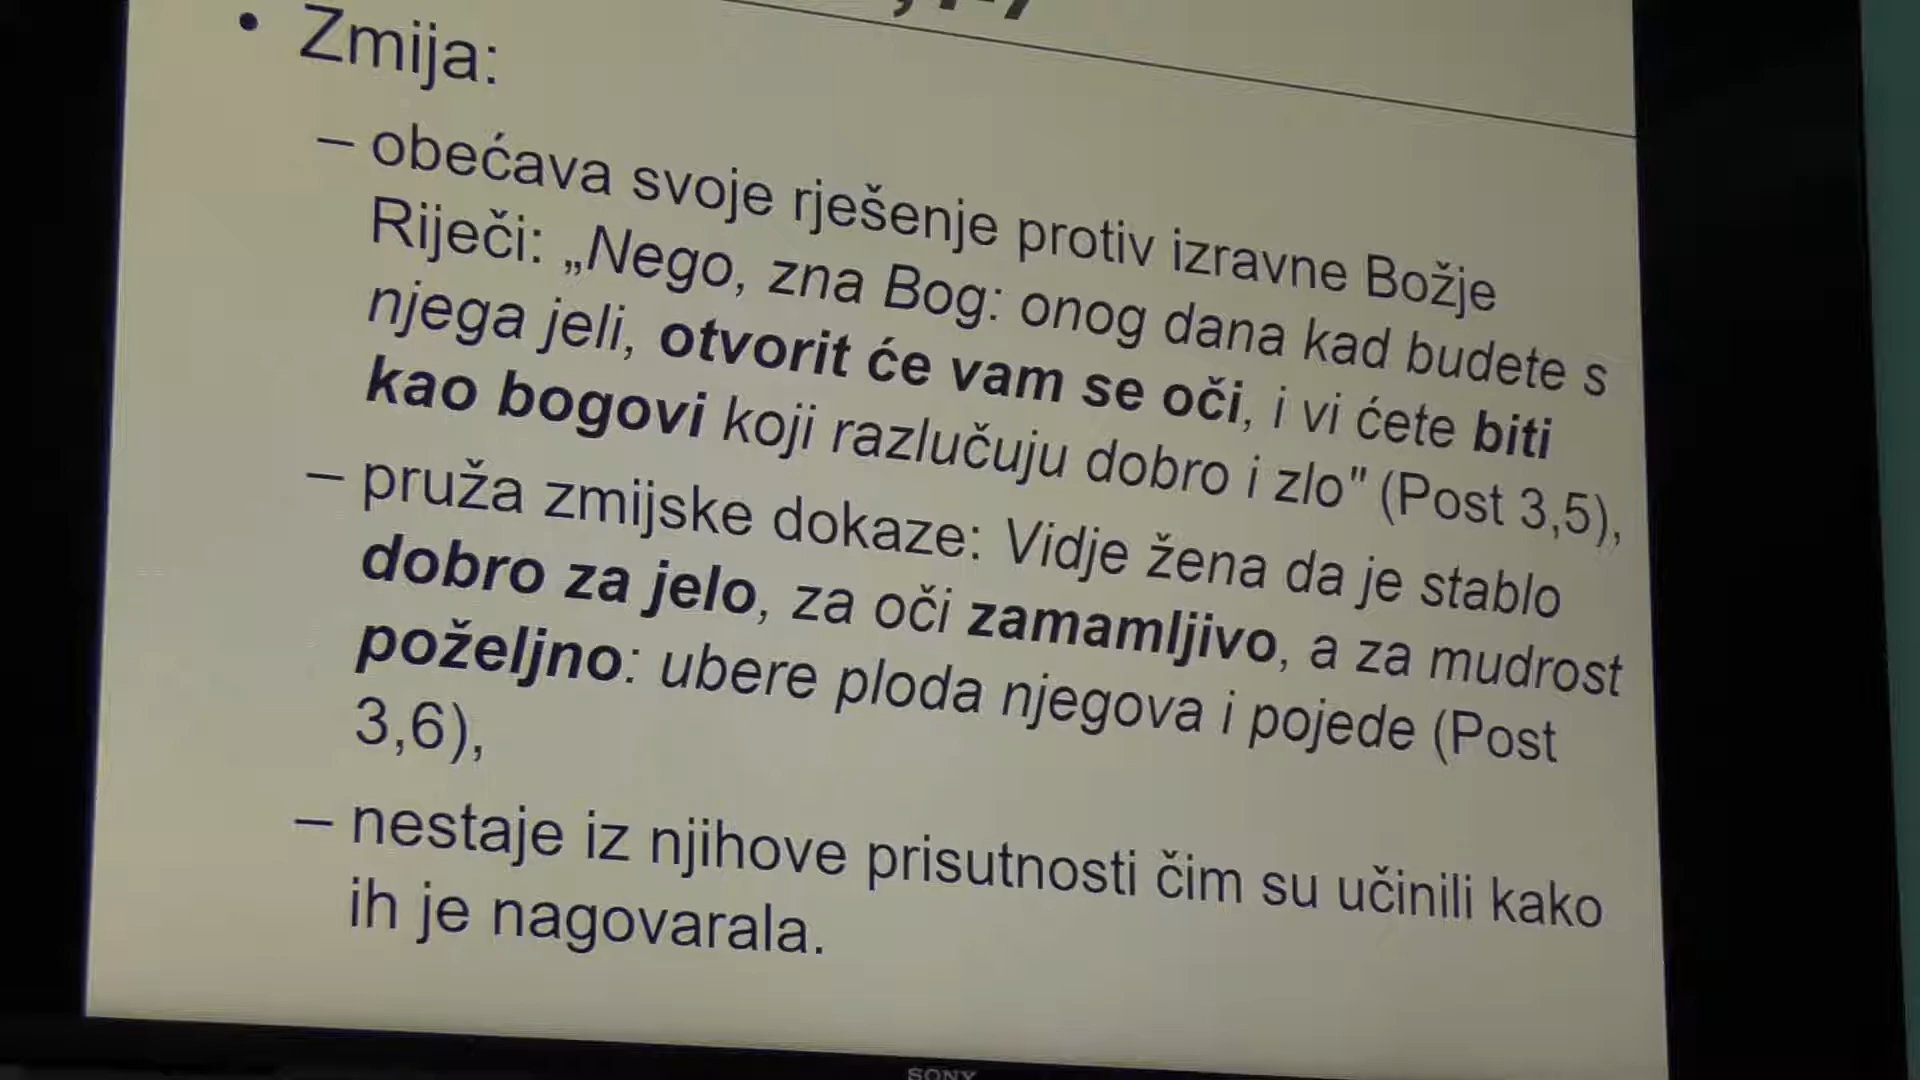 • Zmija:
– obećava svoje rješenje protiv izravne Božje
Riječi: „Nego, zna Bog: onog dana kad budete s
njega jeli, otvorit će vam se oči, i vi ćete biti
kao bogovi koji razlučuju dobro i zlo" (Post 3,5),
– pruža zmijske dokaze: Vidje žena da je stablo
dobro za jelo, za oči zamamljivo, a za mudrost
poželjno: ubere ploda njegova i pojede (Post
3,6),
– nestaje iz njihove prisutnosti čim su učinili kako
ih je nagovarala.
SONY